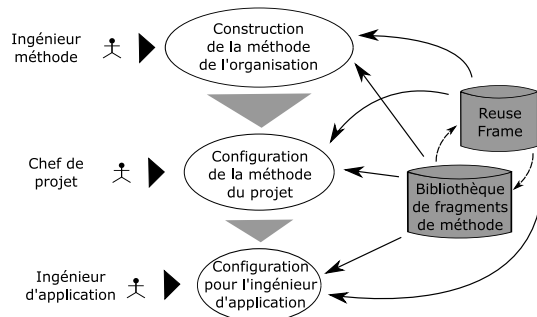 Ingénieur
méthode
Construction
de la méthode
de l'organisation
Reuse
Frame
Chef de
projet
Configuration
de la méthode
du projet
Bibliothèque
de fragments
de méthode
Ingénieur
d'application
Configuration
pour l'ingénieur
d'application